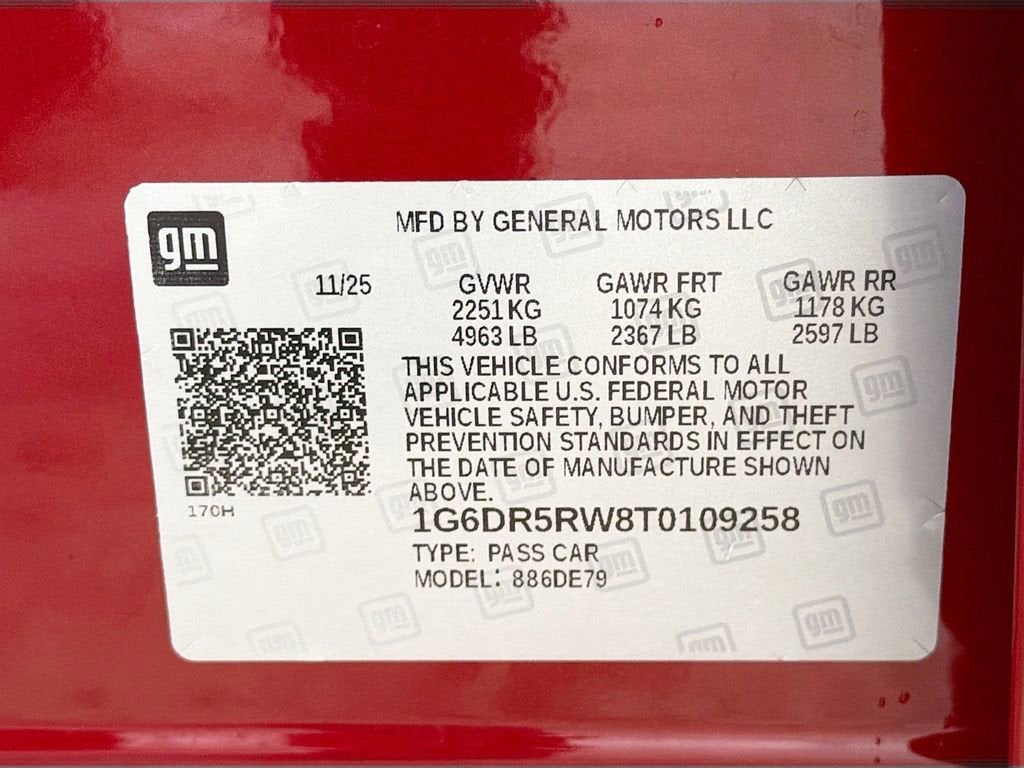 gm
MFD BY GENERAL MOTORS LLC
11/25 GVWR GAWR FRT GAWR RR
2251 KG 1074 KG 1178 KG
4963 LB 2367 LB 2597 LB
THIS VEHICLE CONFORMS TO ALL
APPLICABLE U.S. FEDERAL MOTOR
VEHICLE SAFETY, BUMPER, AND THEFT
PREVENTION STANDARDS IN EFFECT ON
THE DATE OF MANUFACTURE SHOWN
ABOVE.
170H
1G6DR5RW8T0109258
TYPE: PASS CAR
MODEL: 886DE79